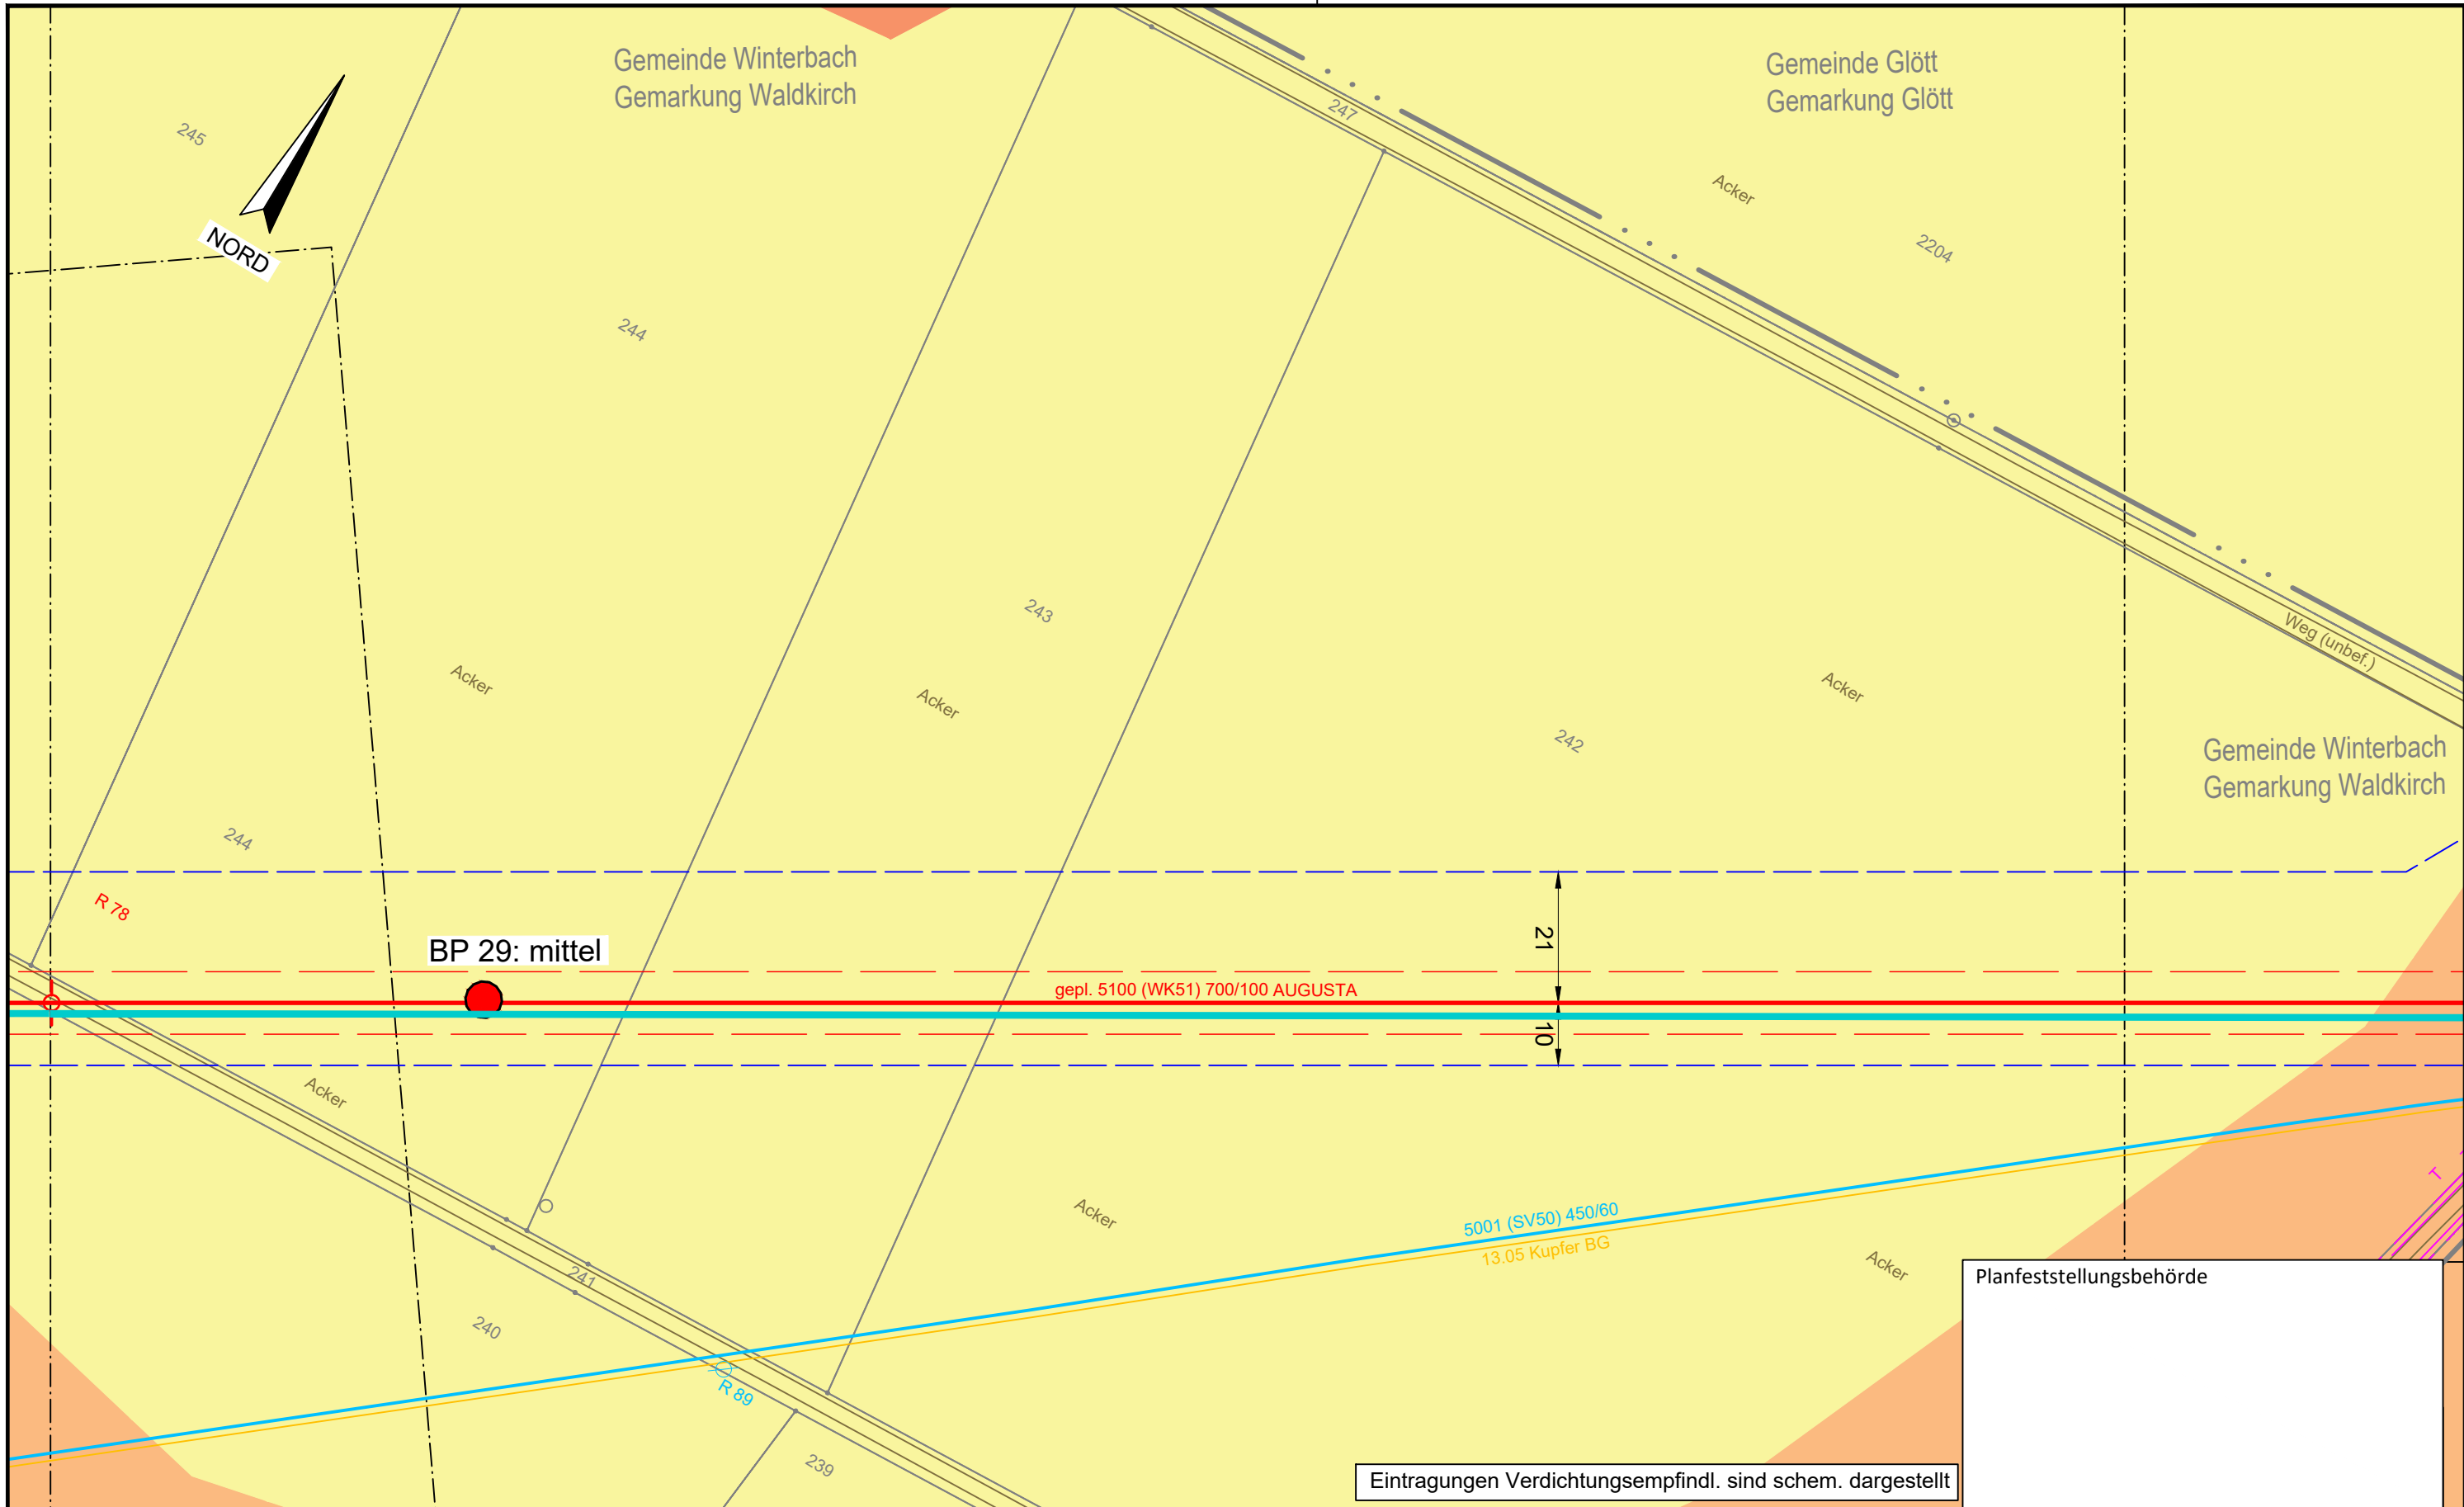 Gemeinde Winterbach
Gemarkung Waldkirch
Gemeinde Glött
Gemarkung Glött
245
247
NORD
Acker
2204
244
243
Acker
Acker
Acker
242
Weg (unbef.)
Gemeinde Winterbach
Gemarkung Waldkirch
244
R 78
BP 29: mittel
21
gepl. 5100 (WK51) 700/100 AUGUSTA
10
Acker
Acker
5001 (SV50) 450/60
13.05 Kupfer BG
T
Acker
241
240
R 89
239
Planfeststellungsbehörde
Eintragungen Verdichtungsempfindl. sind schem. dargestellt